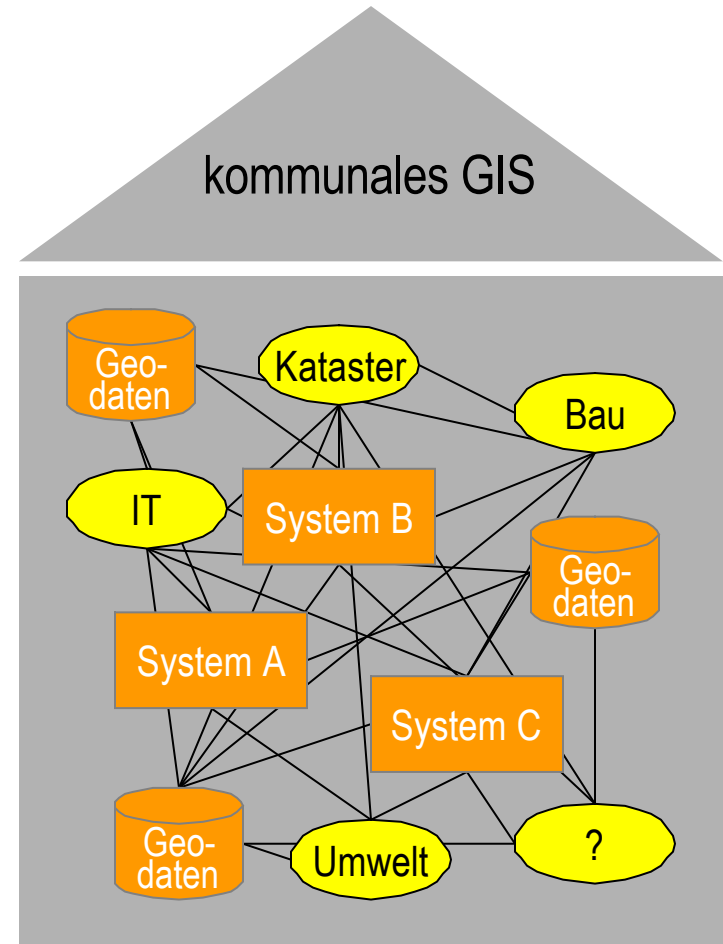 kommunales GIS
Geo-
daten
Kataster
Bau
IT
System B
Geo-
daten
System A
System C
Geo-
daten
Umwelt
?